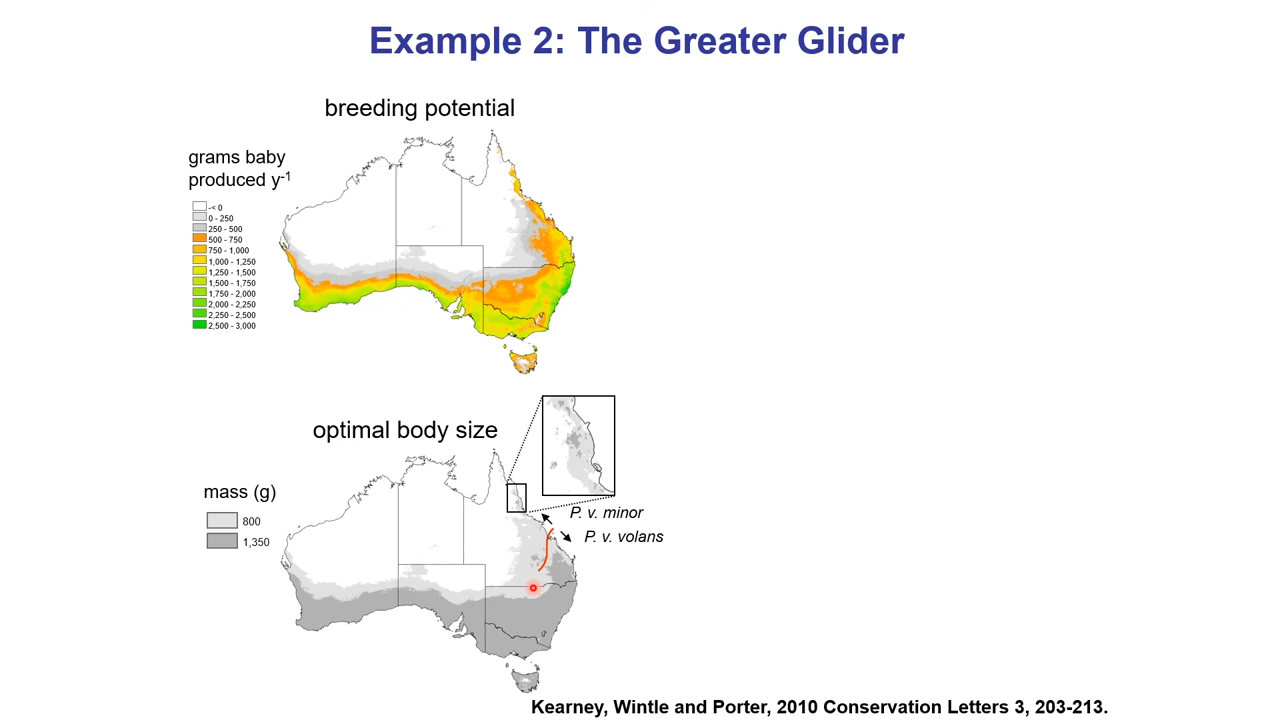 Example 2: The Greater Glider
breeding potential
grams baby
produced y-1
-< 0
0 - 250
250 - 500
500 - 750
750 - 1,000
1,000 - 1,250
1,250 - 1,500
1,500 - 1,750
1,750 - 2,000
2,000 - 2,250
2,250 - 2,500
2,500 - 3,000
optimal body size
mass (g)
800
1,350
P. v. minor
P. v. volans
Kearney, Wintle and Porter, 2010 Conservation Letters 3, 203-213.